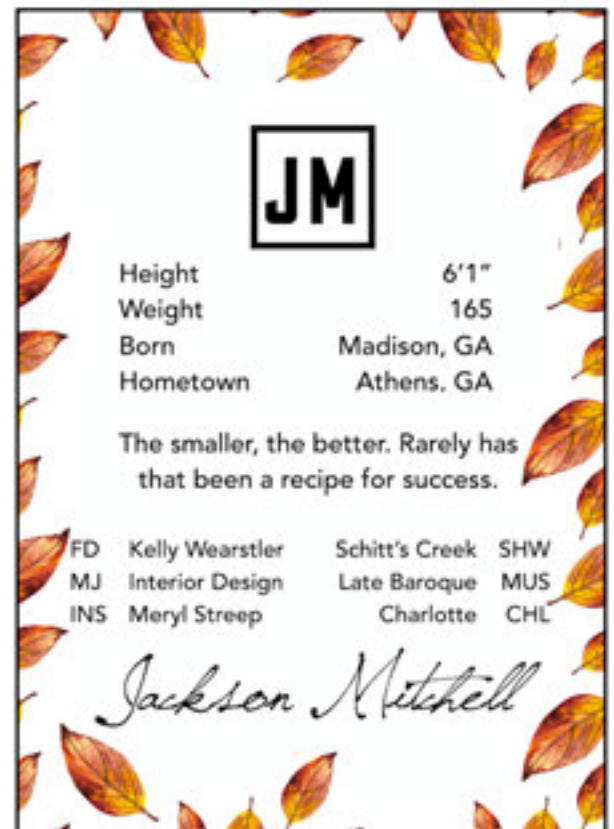 JM
Height 6'1"
Weight 165
Born Madison, GA
Hometown Athens. GA
The smaller, the better. Rarely has
that been a recipe for success.
FD Kelly Wearstler Schitt's Creek SHW
MJ Interior Design Late Baroque MUS
INS Meryl Streep Charlotte CHL
Jackson Mitchell